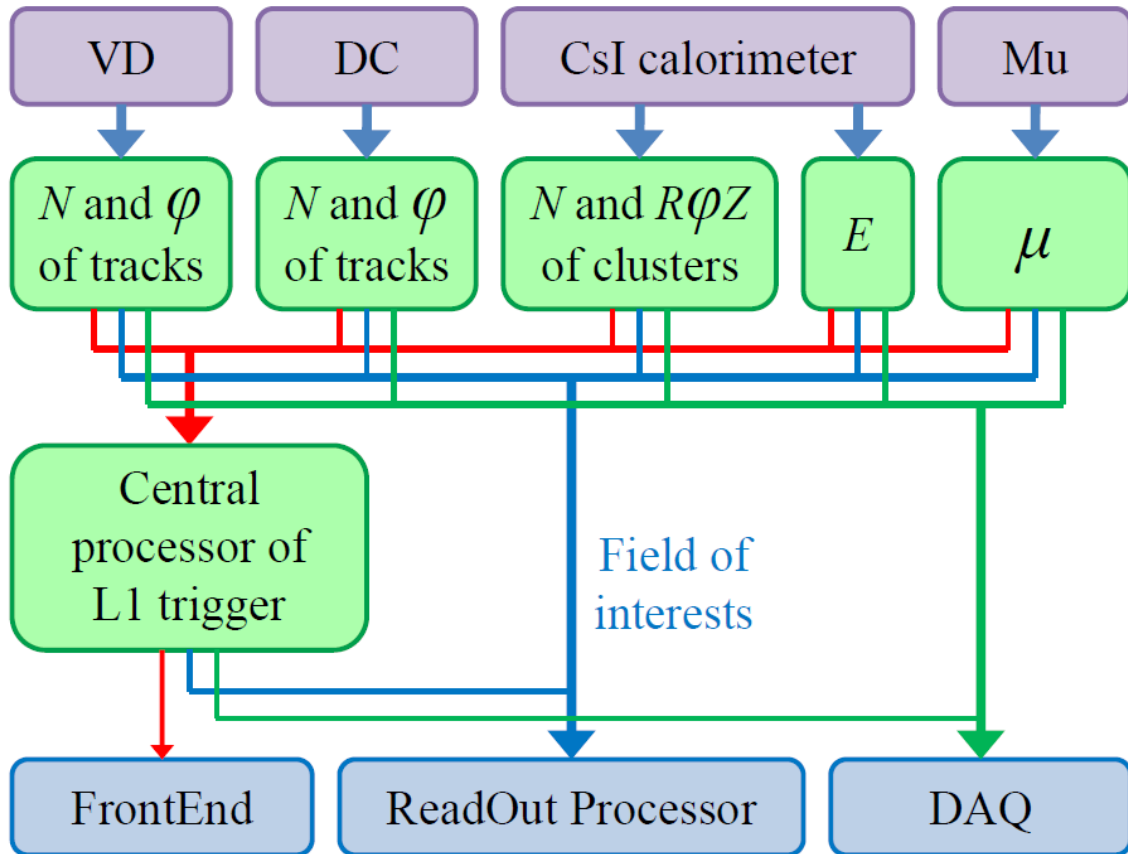 VD
DC
CsI calorimeter
Mu
N and φ
of tracks
N and φ
of tracks
N and RφZ
of clusters
E
μ
Central
processor of
L1 trigger
Field of
interests
FrontEnd
ReadOut Processor
DAQ